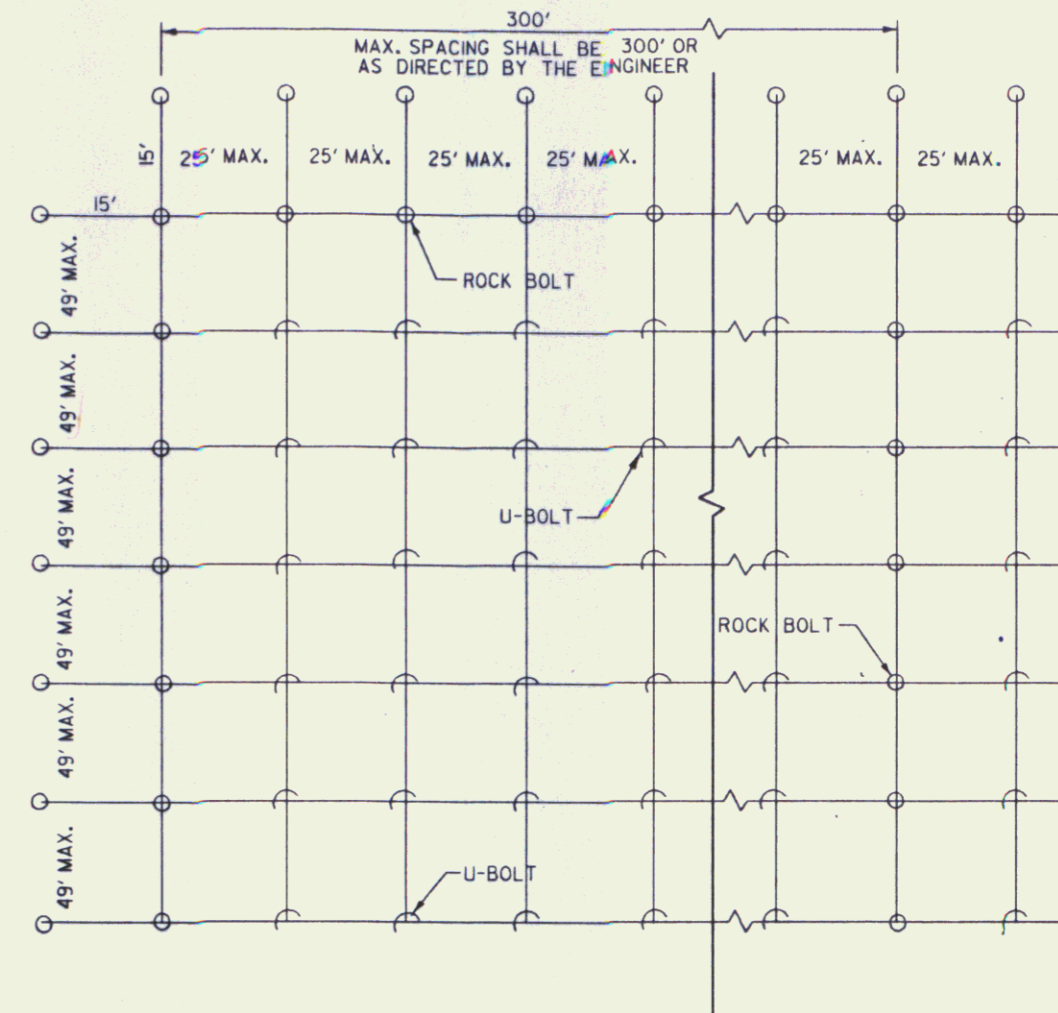 300'
MAX. SPACING SHALL BE 300' OR
AS DIRECTED BY THE ENGINEER
15'
25' MAX.
25' MAX.
25' MAX.
25' MAX.
25' MAX.
25' MAX.
15'
49' MAX.
ROCK BOLT
49' MAX.
49' MAX.
U-BOLT
49' MAX.
ROCK BOLT
49' MAX.
49' MAX.
U-BOLT